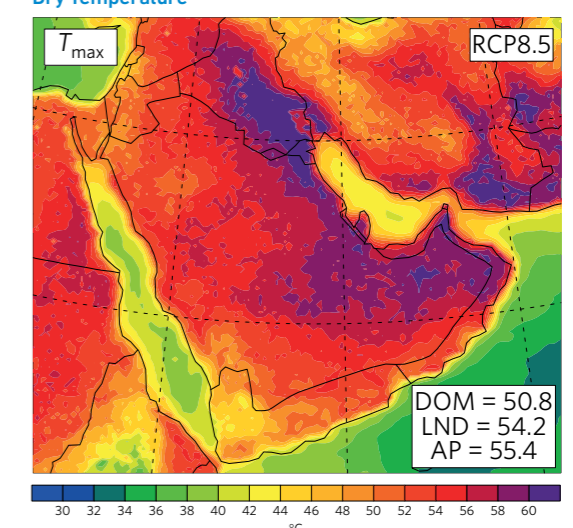 Dry Temperature
Tmax
RCP8.5
DOM = 50.8
LND = 54.2
AP = 55.4
30 32 34 36 38 40 42 44 46 48 50 52 54 56 58 60
°C